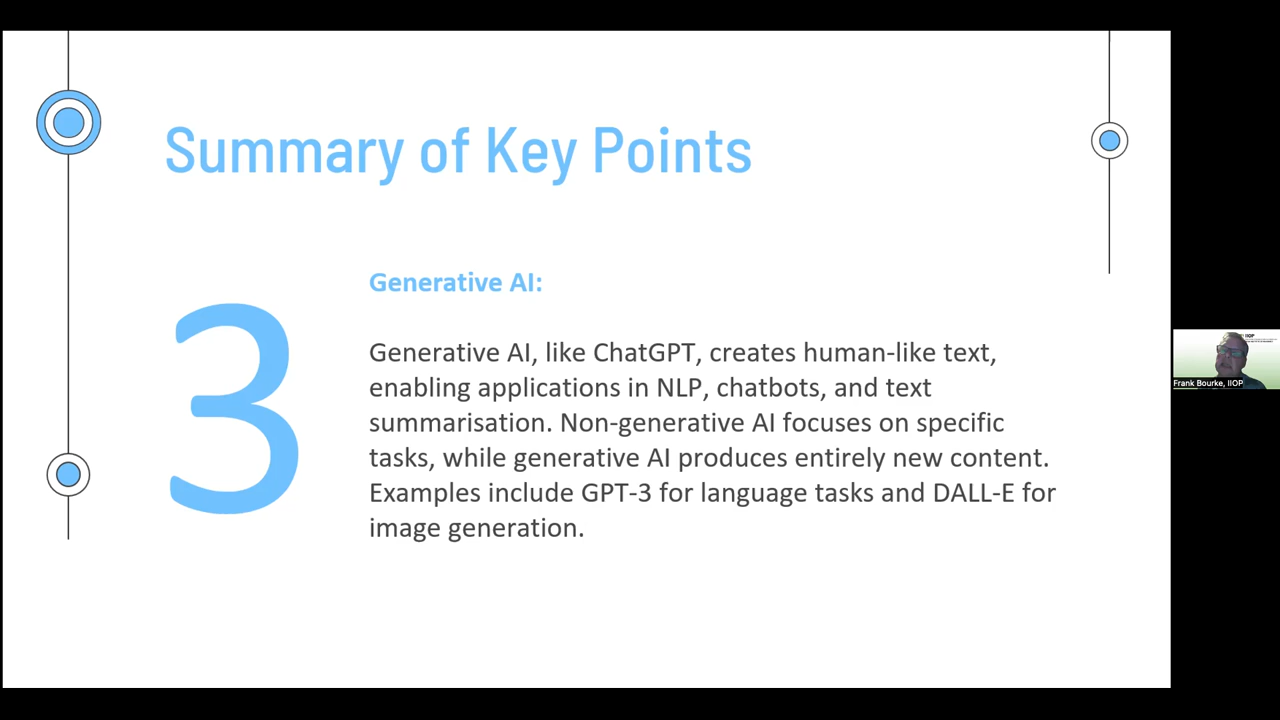 Summary of Key Points
Generative AI:
3
Generative AI, like ChatGPT, creates human-like text,
enabling applications in NLP, chatbots, and text
summarisation. Non-generative AI focuses on specific
tasks, while generative AI produces entirely new content.
Examples include GPT-3 for language tasks and DALL-E for
image generation.
IIOP
Frank Bourke, IIOP